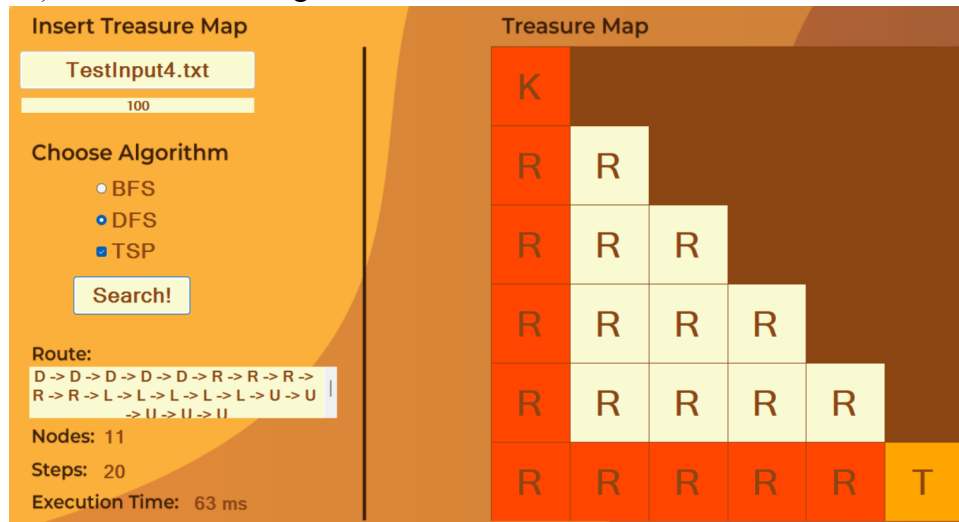 Insert Treasure Map
TestInput4.txt
100
Choose Algorithm
BFS
DFS
TSP
Search!
Route:
D -> D -> D -> D -> D -> R -> R -> R ->
R -> R -> L -> L -> L -> L -> L -> U -> U
-> U -> U -> U
Nodes: 11
Steps: 20
Execution Time: 63 ms
Treasure Map
K
R R
R R R
R R R R
R R R R R
R R R R R T